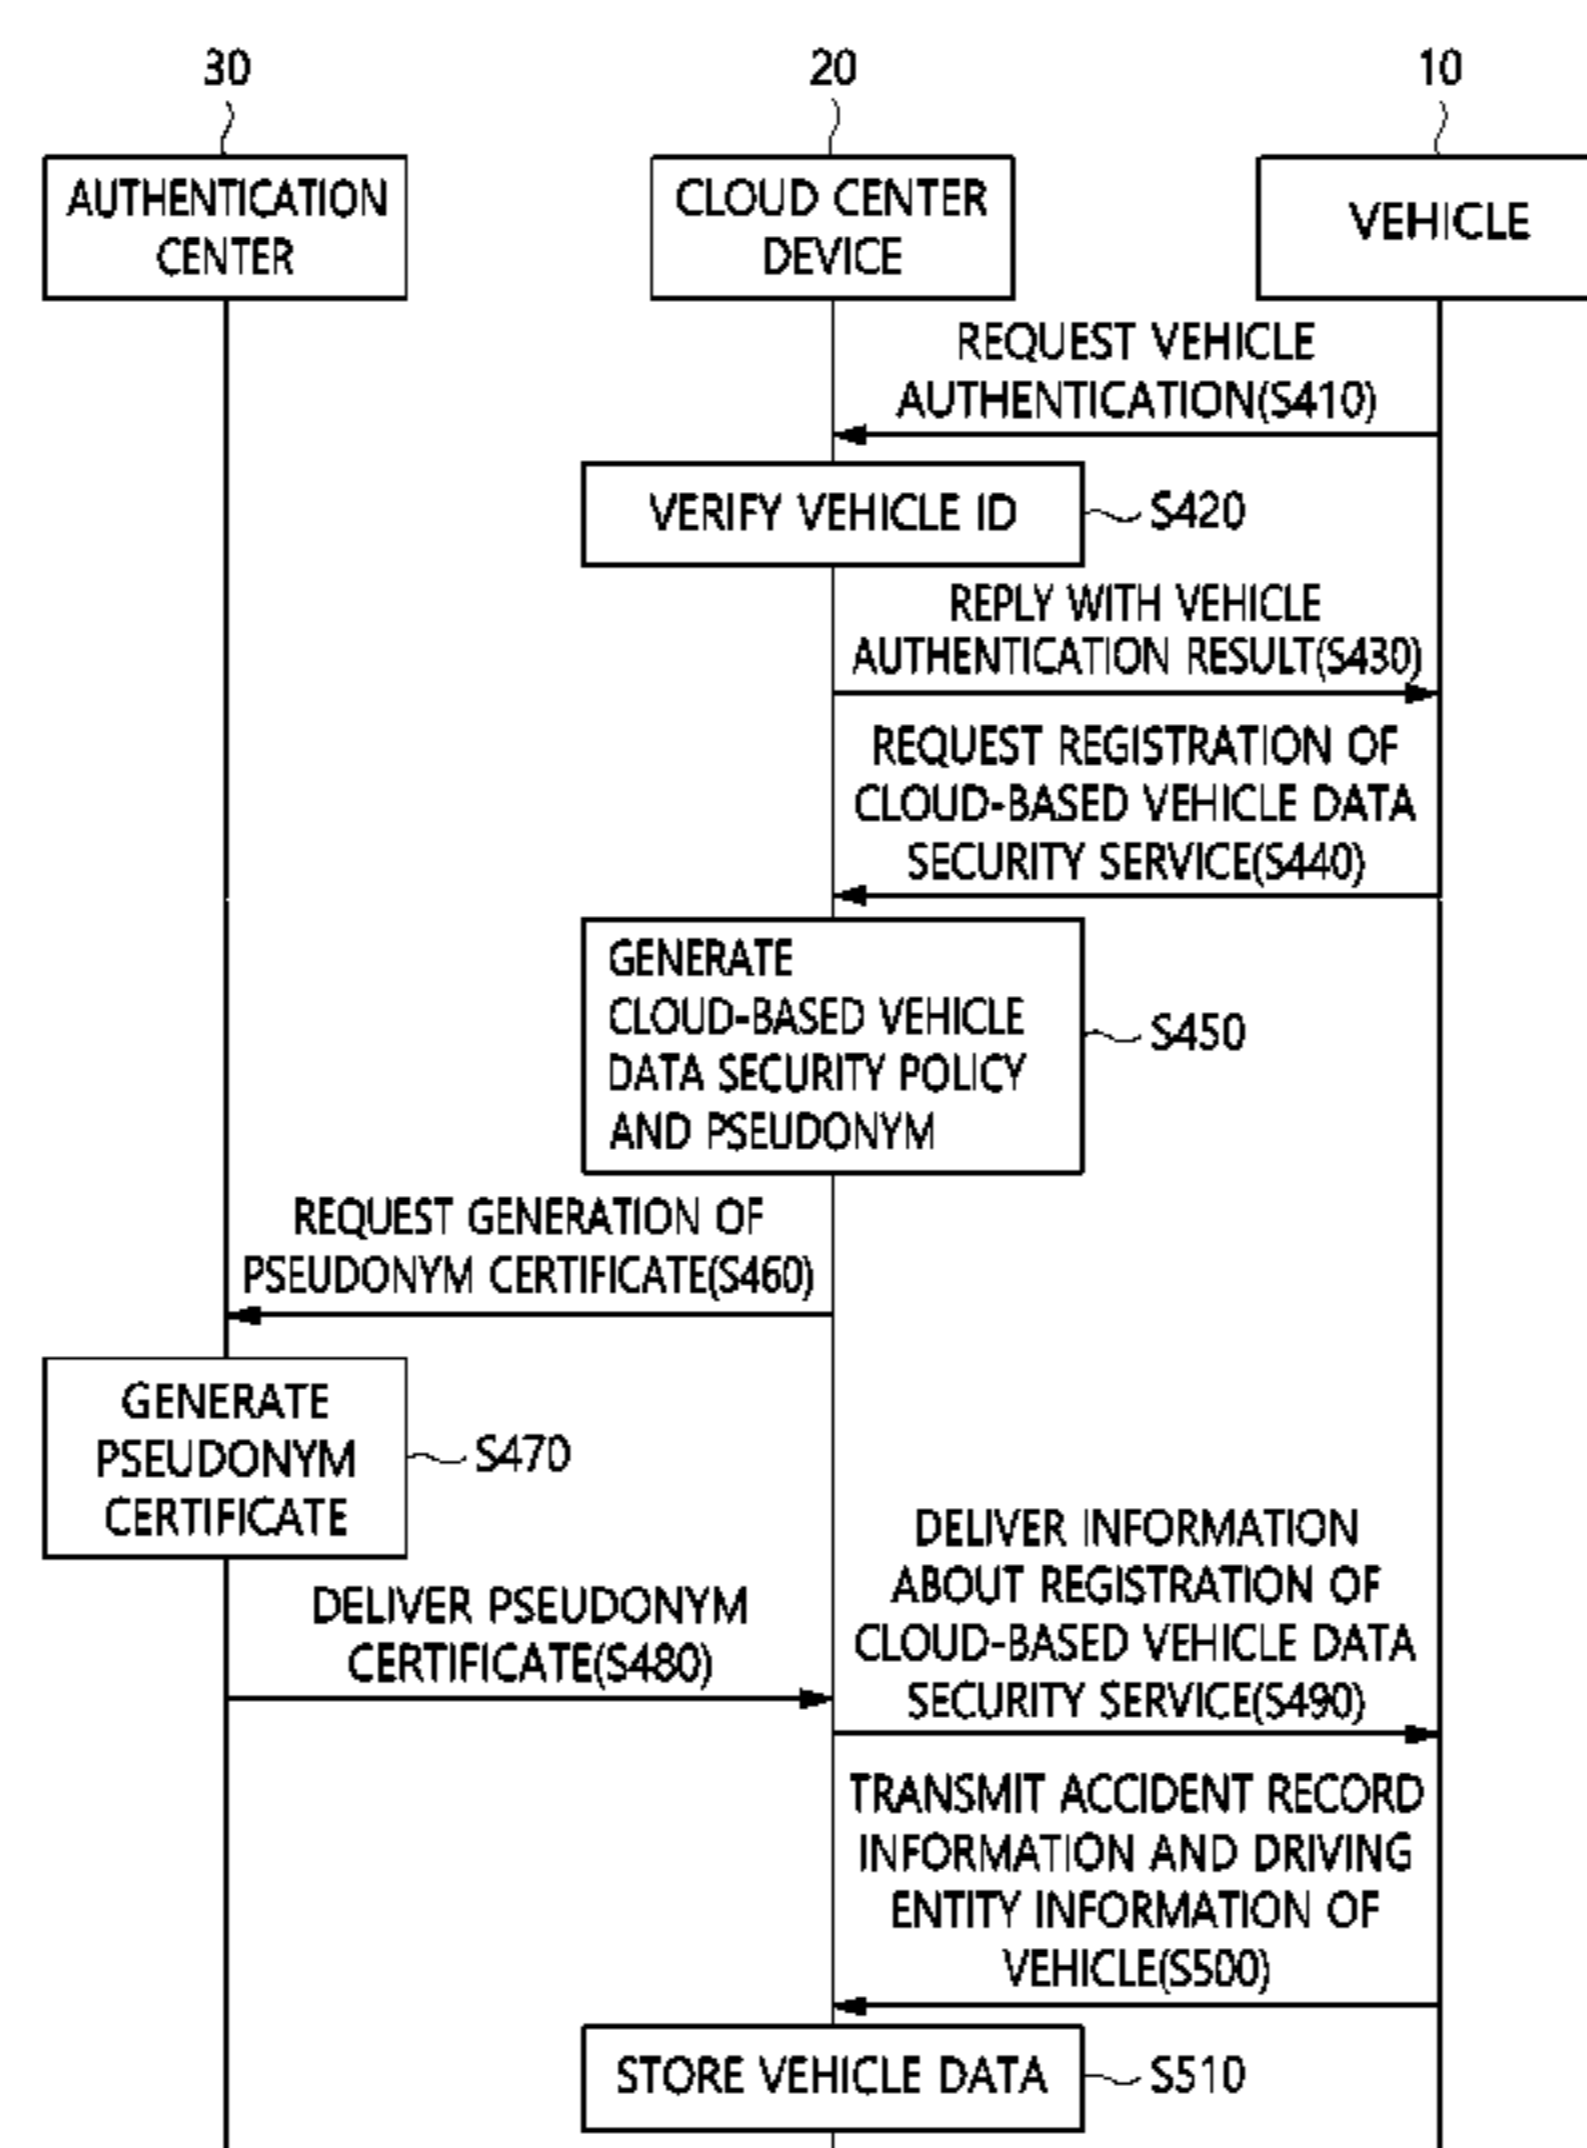 30
20
10
AUTHENTICATION
CENTER
CLOUD CENTER
DEVICE
VEHICLE
REQUEST VEHICLE
AUTHENTICATION(S410)
VERIFY VEHICLE ID
S420
REPLY WITH VEHICLE
AUTHENTICATION RESULT(S430)
REQUEST REGISTRATION OF
CLOUD-BASED VEHICLE DATA
SECURITY SERVICE(S440)
GENERATE
CLOUD-BASED VEHICLE
DATA SECURITY POLICY
AND PSEUDONYM
S450
REQUEST GENERATION OF
PSEUDONYM CERTIFICATE(S460)
GENERATE
PSEUDONYM
CERTIFICATE
S470
DELIVER PSEUDONYM
CERTIFICATE(S480)
DELIVER INFORMATION
ABOUT REGISTRATION OF
CLOUD-BASED VEHICLE DATA
SECURITY SERVICE(S490)
TRANSMIT ACCIDENT RECORD
INFORMATION AND DRIVING
ENTITY INFORMATION OF
VEHICLE(S500)
STORE VEHICLE DATA
S510